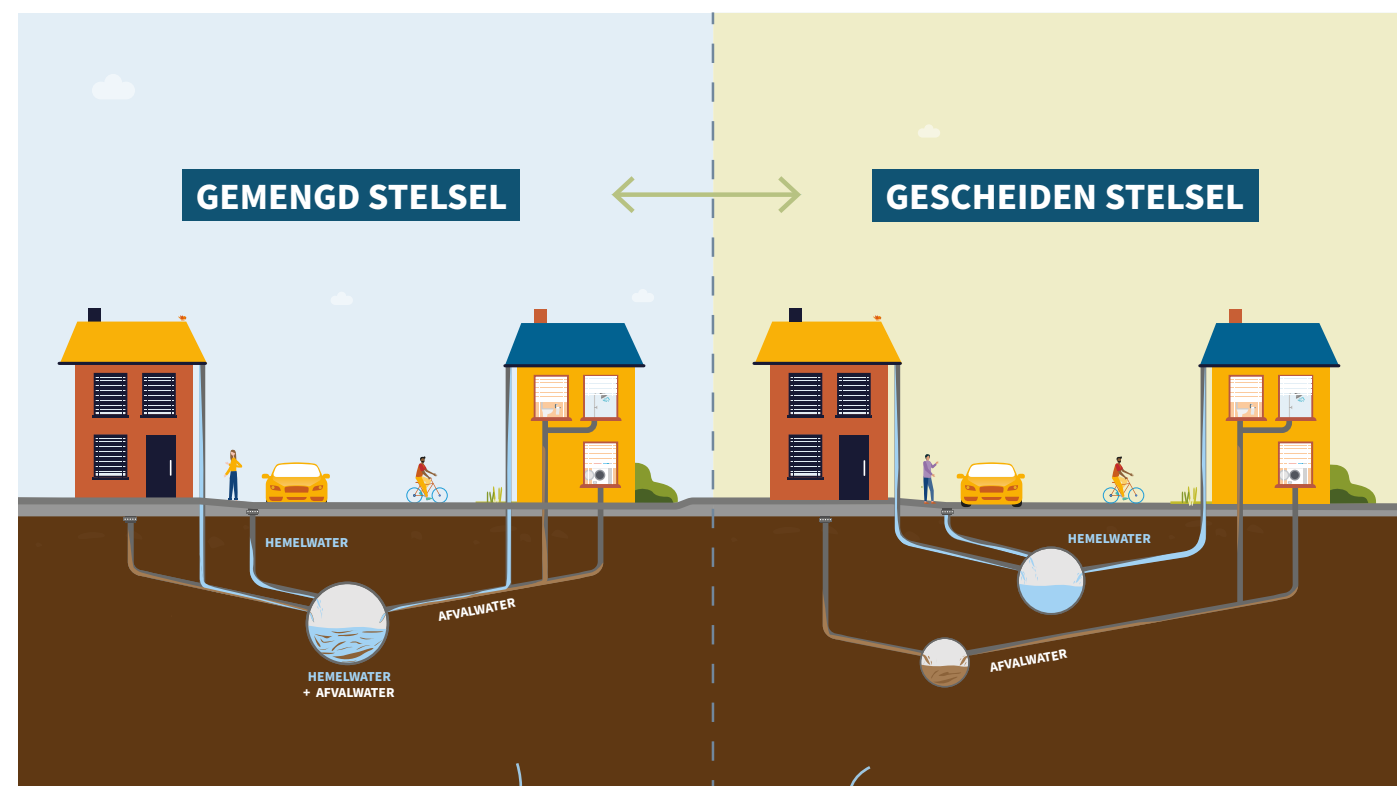 GEMENGD STELSEL
GESCHEIDEN STELSEL
HEMELWATER
AFVALWATER
HEMELWATER
+ AFVALWATER
HEMELWATER
AFVALWATER